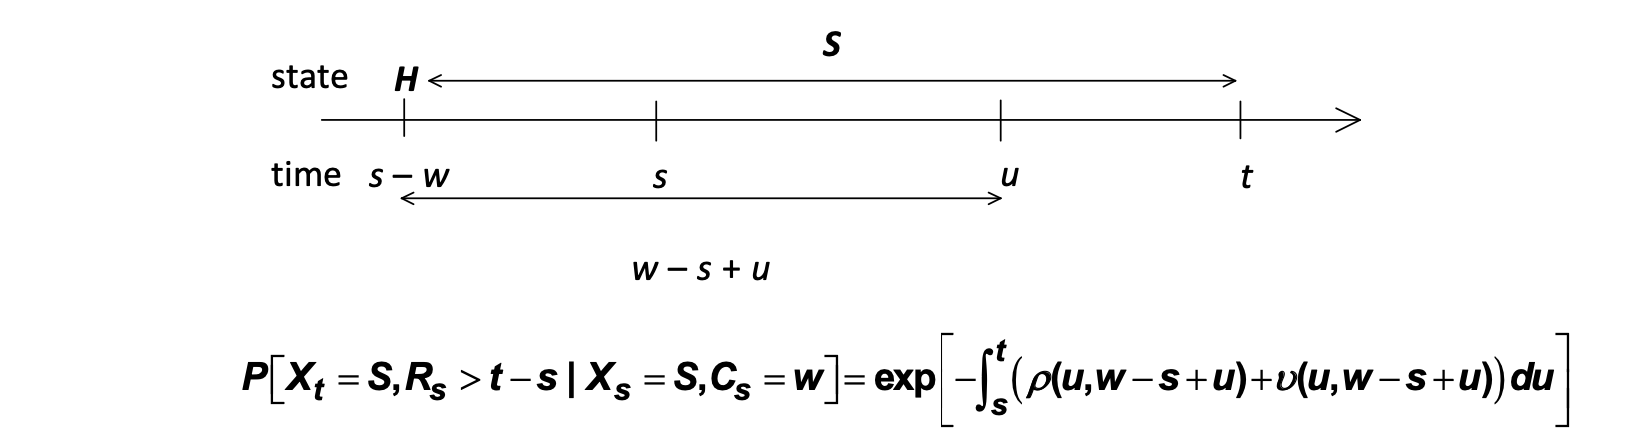 S
state H
time s – w s u t
w – s + u
P[X_t = S, R_s > t – s | X_s = S, C_s = w] = exp[–∫_s^t (ρ(u, w – s + u) + υ(u, w – s + u)) du]